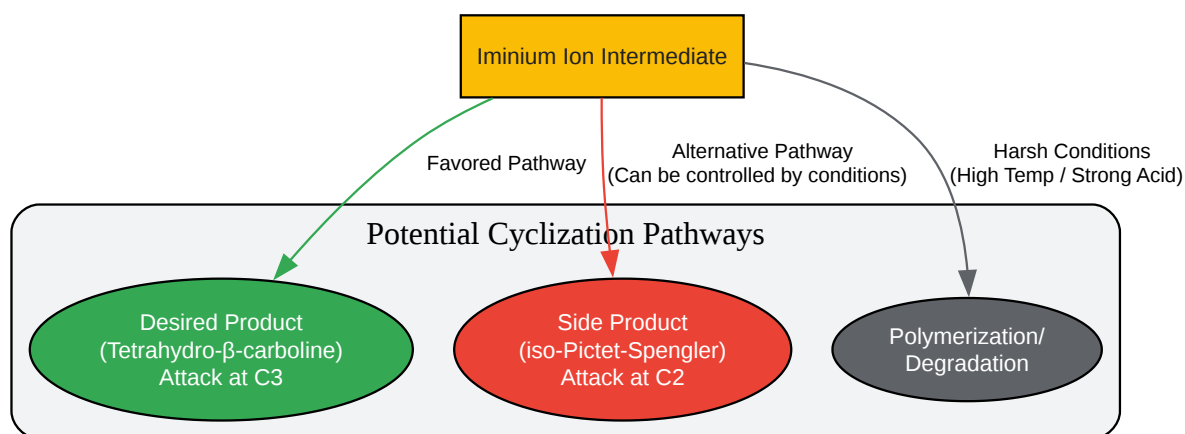 Iminium Ion Intermediate
Favored Pathway
Alternative Pathway
(Can be controlled by conditions)
Harsh Conditions
(High Temp / Strong Acid)
Potential Cyclization Pathways
Desired Product
(Tetrahydro-β-carboline)
Attack at C3
Side Product
(iso-Pictet-Spengler)
Attack at C2
Polymerization/
Degradation